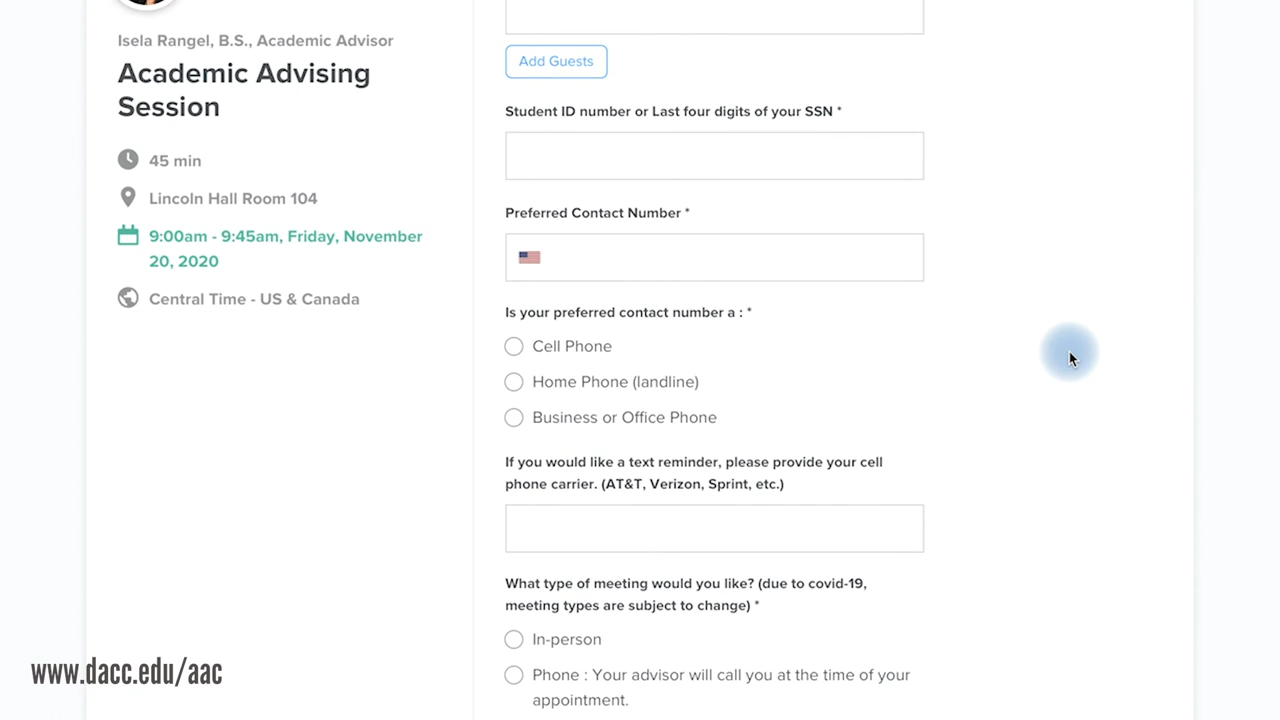 Isela Rangel, B.S., Academic Advisor
Academic Advising
Session
45 min
Lincoln Hall Room 104
9:00am - 9:45am, Friday, November
20, 2020
Central Time - US & Canada
Add Guests
Student ID number or Last four digits of your SSN *
Preferred Contact Number *
Is your preferred contact number a : *
Cell Phone
Home Phone (landline)
Business or Office Phone
If you would like a text reminder, please provide your cell
phone carrier. (AT&T, Verizon, Sprint, etc.)
What type of meeting would you like? (due to covid-19,
meeting types are subject to change) *
In-person
Phone : Your advisor will call you at the time of your
appointment.
www.dacc.edu/aac